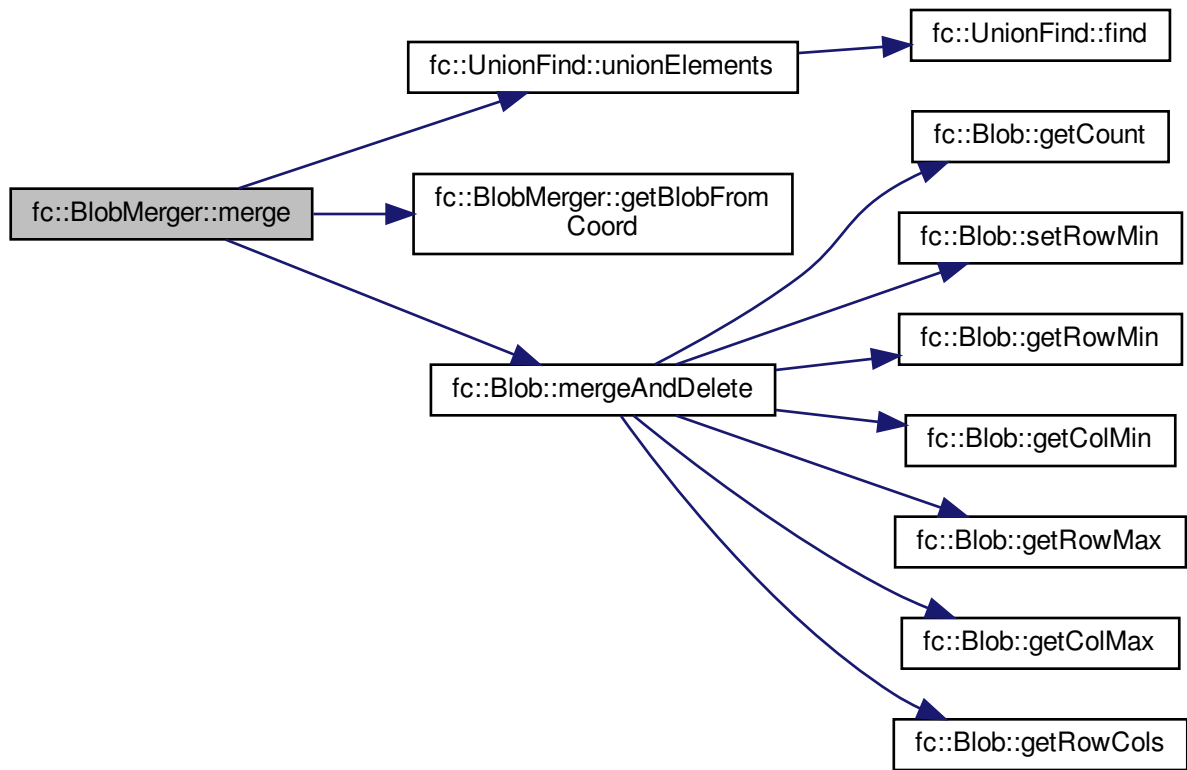 fc::UnionFind::find
fc::UnionFind::unionElements
fc::Blob::getCount
fc::BlobMerger::merge
fc::BlobMerger::getBlobFrom
Coord
fc::Blob::setRowMin
fc::Blob::getRowMin
fc::Blob::mergeAndDelete
fc::Blob::getColMin
fc::Blob::getRowMax
fc::Blob::getColMax
fc::Blob::getRowCols